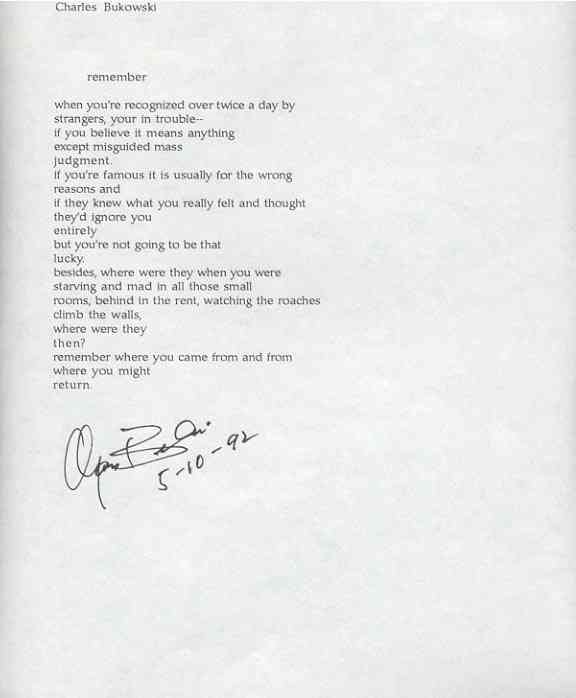 Charles Bukowski
remember
when you're recognized over twice a day by
strangers, your in trouble--
if you believe it means anything
except misguided mass
judgment.
if you're famous it is usually for the wrong
reasons and
if they knew what you really felt and thought
they'd ignore you
entirely
but you're not going to be that
lucky.
besides, where were they when you were
starving and mad in all those small
rooms, behind in the rent, watching the roaches
climb the walls,
where were they
then?
remember where you came from and from
where you might
return.
5-10-92